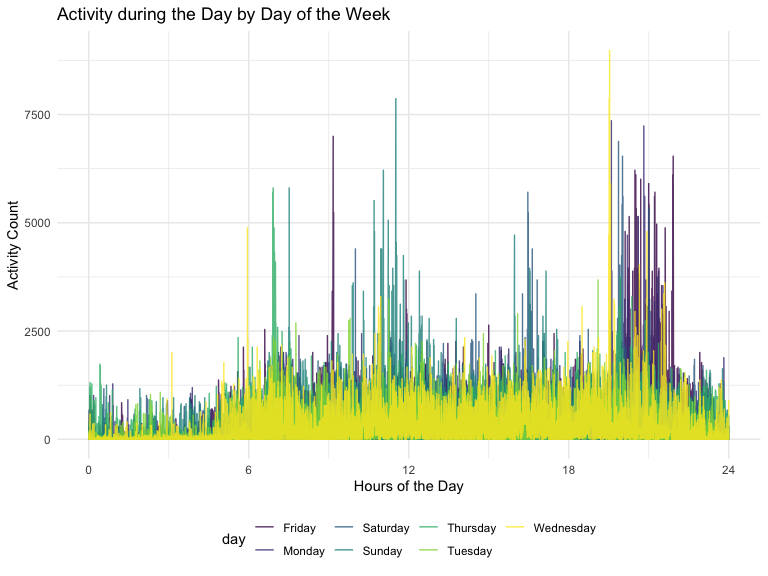 Activity during the Day by Day of the Week
Activity Count
7500
5000
2500
0
0 6 12 18 24
Hours of the Day
day
Friday Saturday Thursday Wednesday
Monday Sunday Tuesday